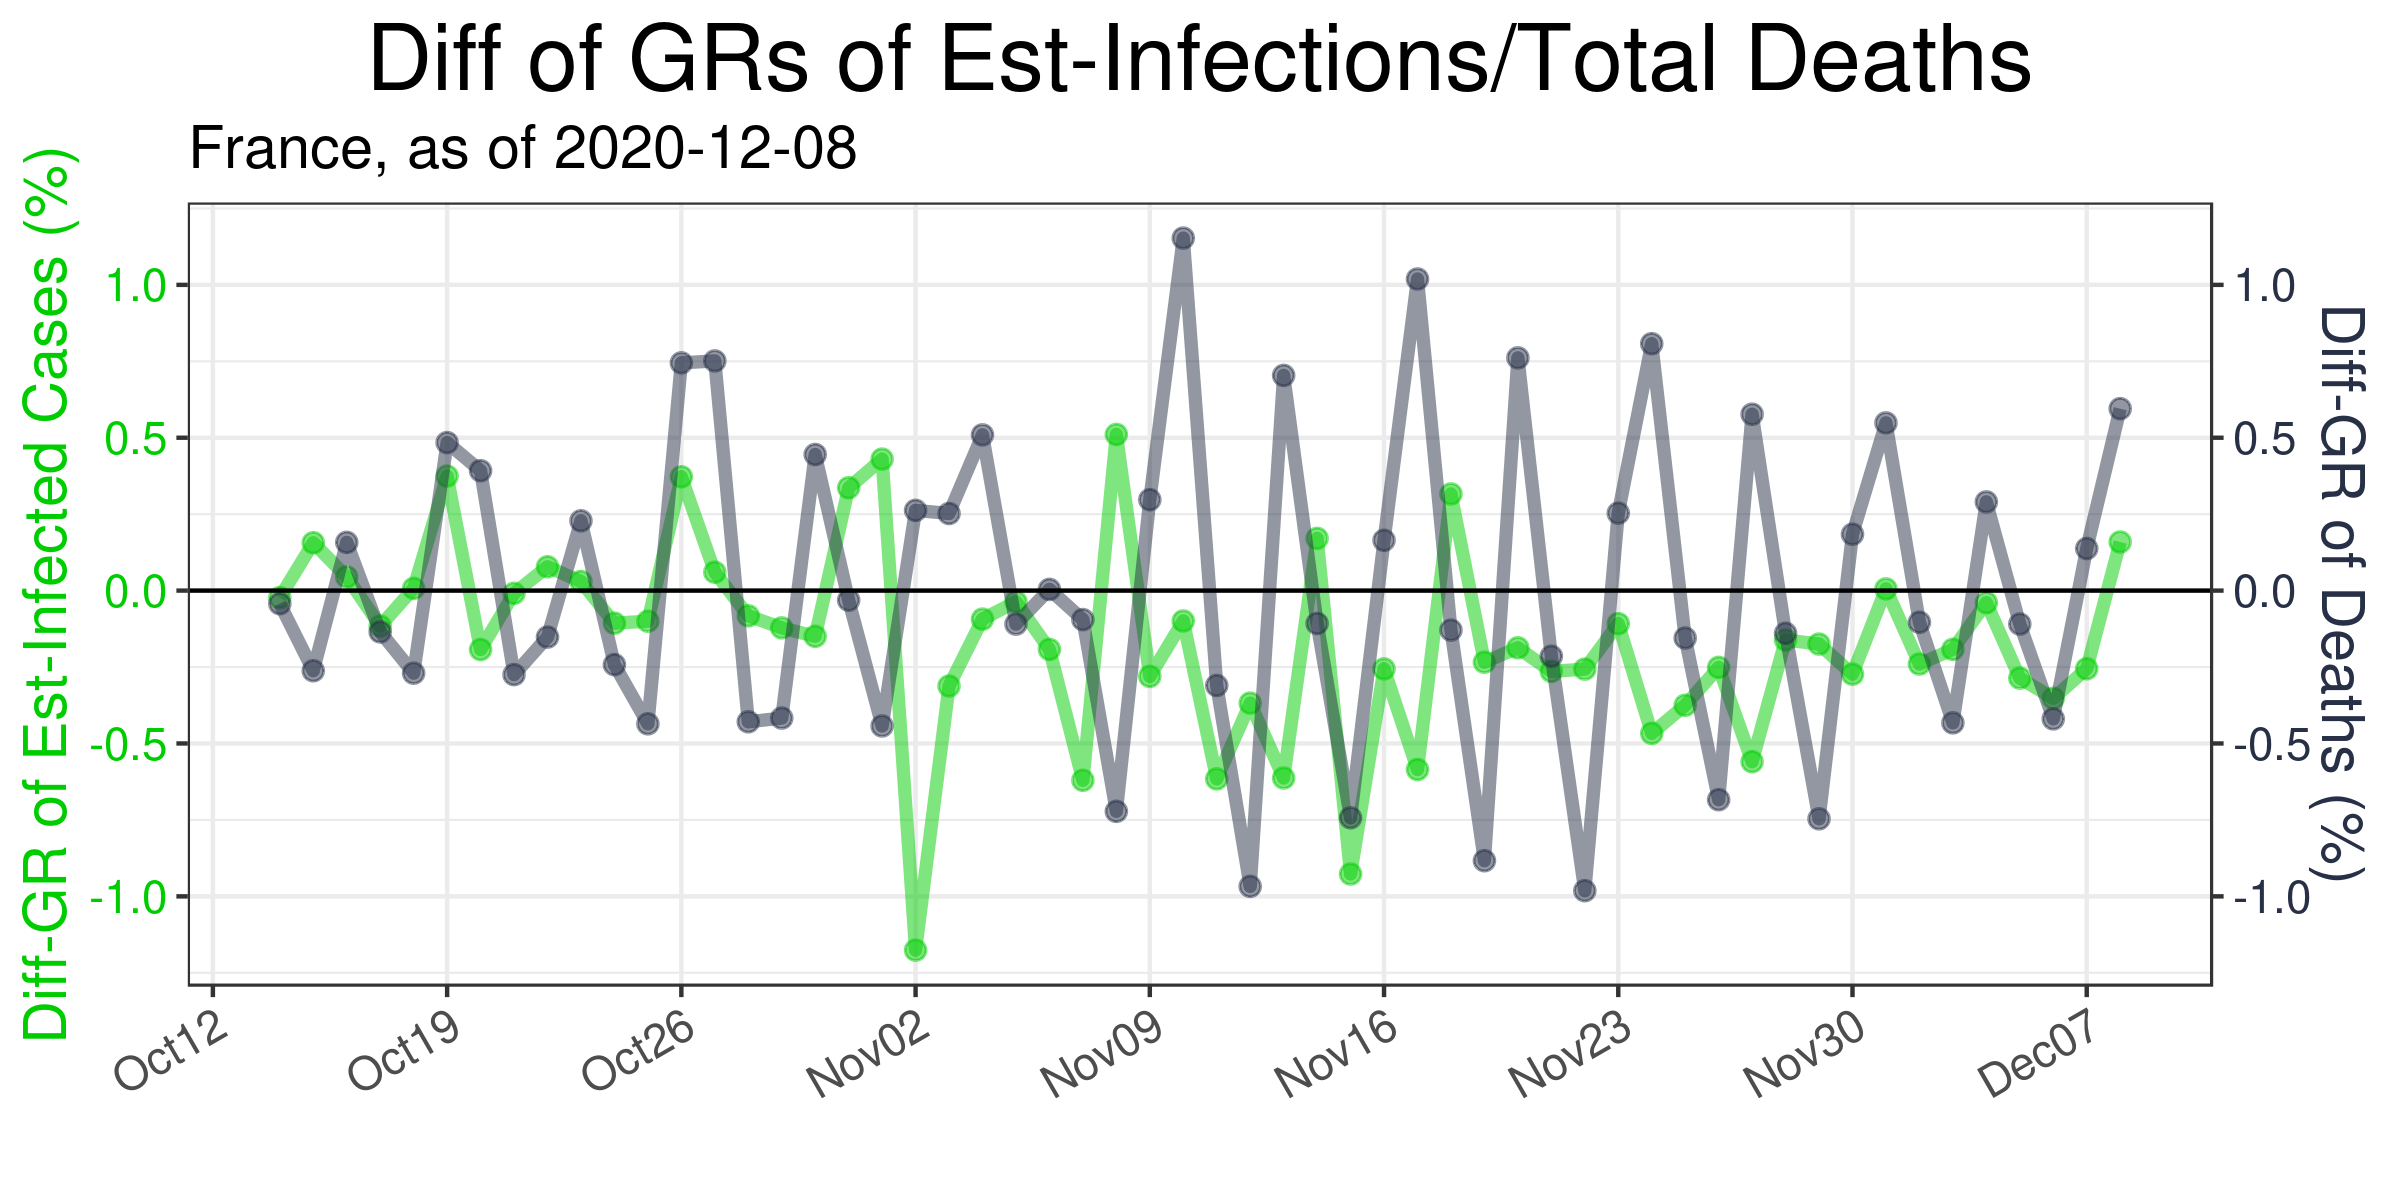 Diff of GRs of Est-Infections/Total Deaths
France, as of 2020-12-08
Diff-GR of Est-Infected Cases (%)
1.0
0.5
0.0
-0.5
-1.0
1.0
0.5
0.0
-0.5
-1.0
Diff-GR of Deaths (%)
Oct12
Oct19
Oct26
Nov02
Nov09
Nov16
Nov23
Nov30
Dec07